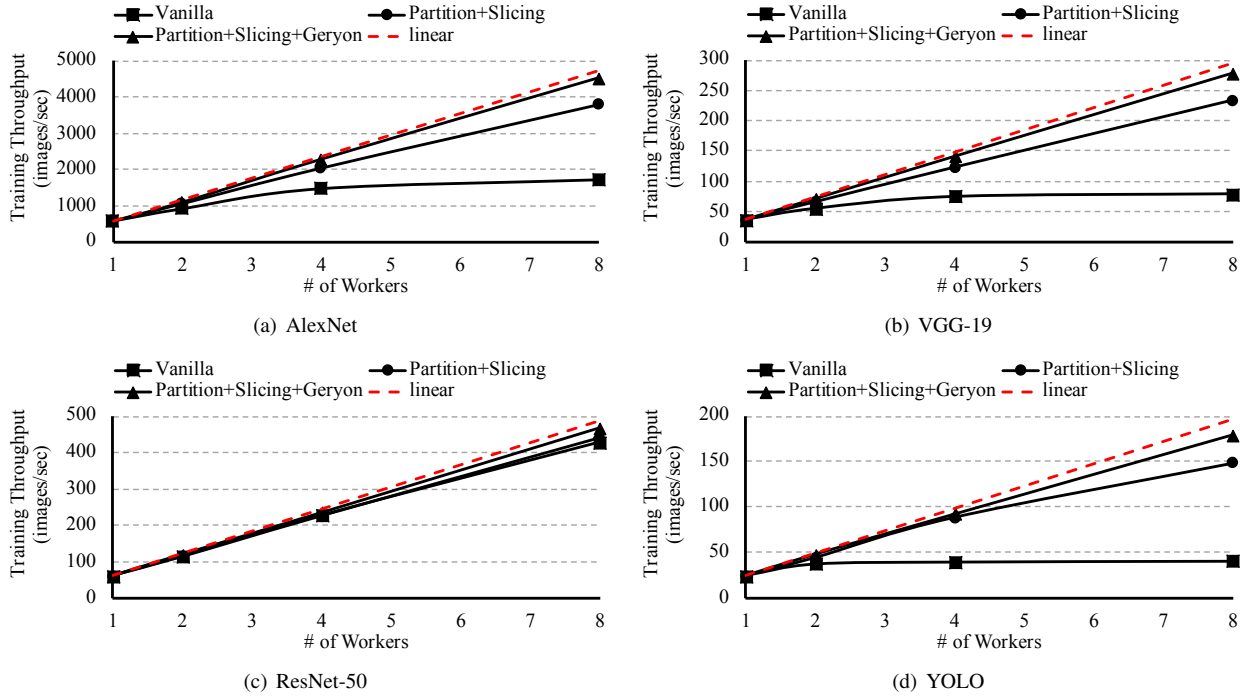 Vanilla Partition+Slicing
Partition+Slicing+Geryon linear
Training Throughput
(images/sec)
5000
4000
3000
2000
1000
0
1 2 3 4 5 6 7 8
# of Workers
(a) AlexNet
Vanilla Partition+Slicing
Partition+Slicing+Geryon linear
Training Throughput
(images/sec)
300
250
200
150
100
50
0
1 2 3 4 5 6 7 8
# of Workers
(b) VGG-19
Vanilla Partition+Slicing
Partition+Slicing+Geryon linear
Training Throughput
(images/sec)
500
400
300
200
100
0
1 2 3 4 5 6 7 8
# of Workers
(c) ResNet-50
Vanilla Partition+Slicing
Partition+Slicing+Geryon linear
Training Throughput
(images/sec)
200
150
100
50
0
1 2 3 4 5 6 7 8
# of Workers
(d) YOLO